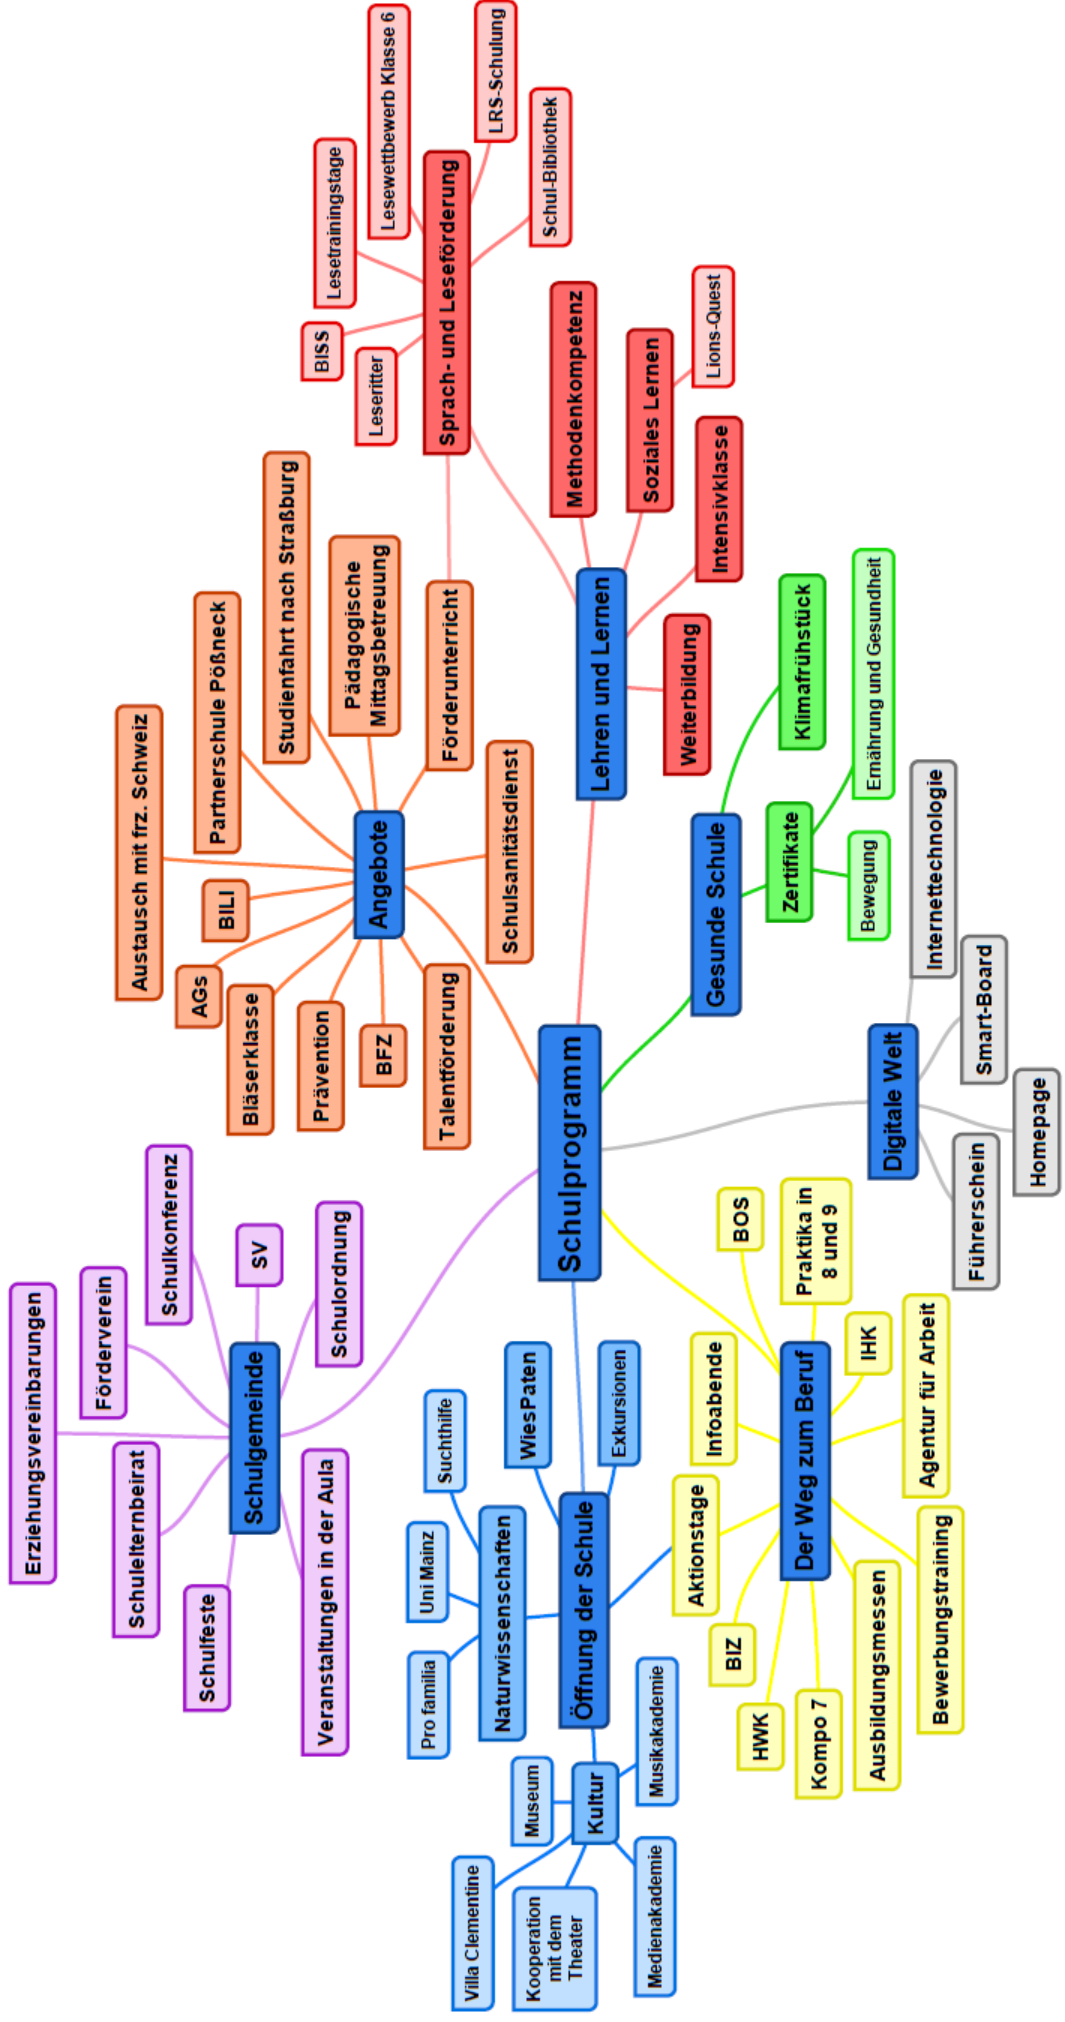 Schulprogramm
Schulgemeinde
Erziehungsvereinbarungen
Förderverein
Schulkonferenz
SV
Schulordnung
Schulelternbeirat
Schulfeste
Veranstaltungen in der Aula
Angebote
Austausch mit frz. Schweiz
Partnerschule Pößneck
Studienfahrt nach Straßburg
Pädagogische
Mittagsbetreuung
Förderunterricht
Schulsanitätsdienst
BILI
AGs
Bläserklasse
Prävention
BFZ
Talentförderung
Lehren und Lernen
Sprach- und Leseförderung
BISS
Leseritter
Lesetrainingstage
Lesewettbewerb Klasse 6
LRS-Schulung
Schul-Bibliothek
Methodenkompetenz
Soziales Lernen
Lions-Quest
Intensivklasse
Weiterbildung
Gesunde Schule
Klimafrühstück
Zertifikate
Ernährung und Gesundheit
Bewegung
Digitale Welt
Internettechnologie
Smart-Board
Homepage
Führerschein
Der Weg zum Beruf
BOS
Praktika in
8 und 9
IHK
Agentur für Arbeit
Infoabende
Aktionstage
BIZ
HWK
Kompo 7
Ausbildungsmessen
Bewerbungstraining
Öffnung der Schule
WiesPaten
Exkursionen
Naturwissenschaften
Suchthilfe
Uni Mainz
Pro familia
Kultur
Museum
Villa Clementine
Kooperation
mit dem
Theater
Medienakademie
Musikakademie